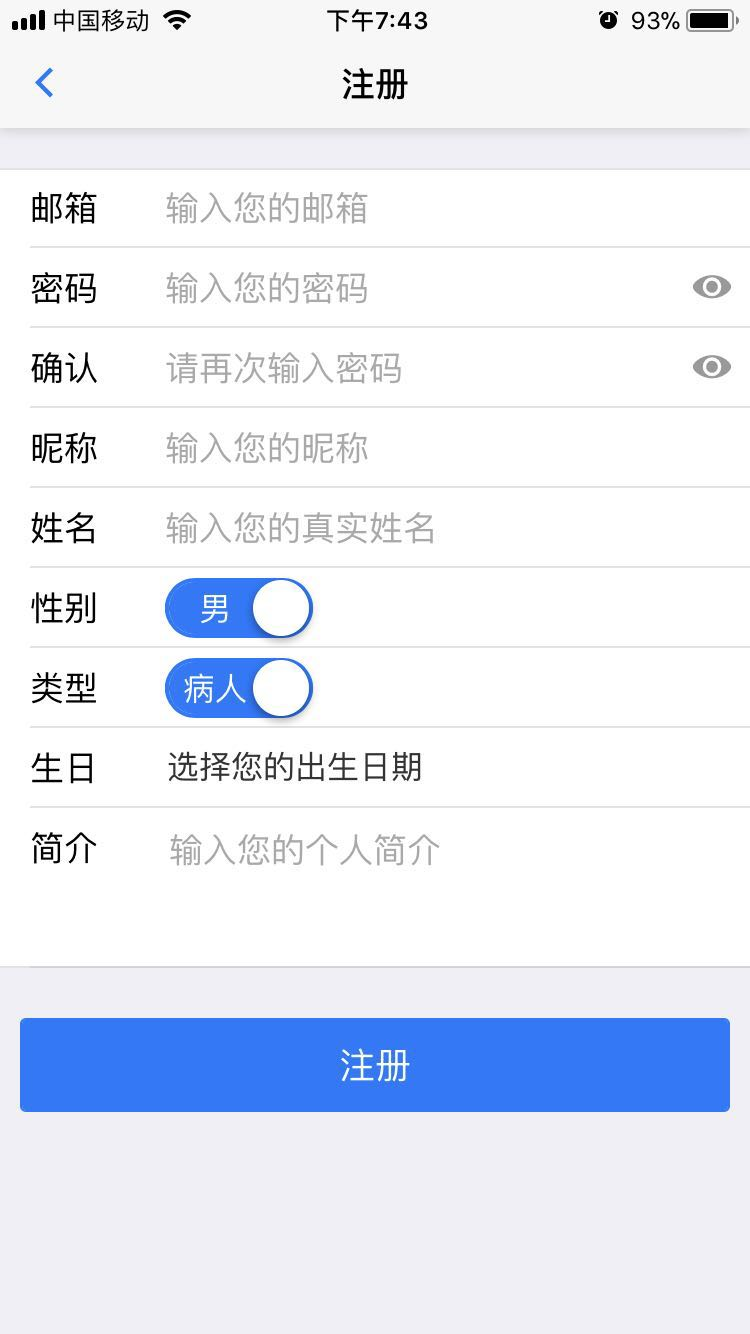 中国移动 下午7:43 93%
注册
邮箱 输入您的邮箱
密码 输入您的密码
确认 请再次输入密码
昵称 输入您的昵称
姓名 输入您的真实姓名
性别 男
类型 病人
生日 选择您的出生日期
简介 输入您的个人简介
注册